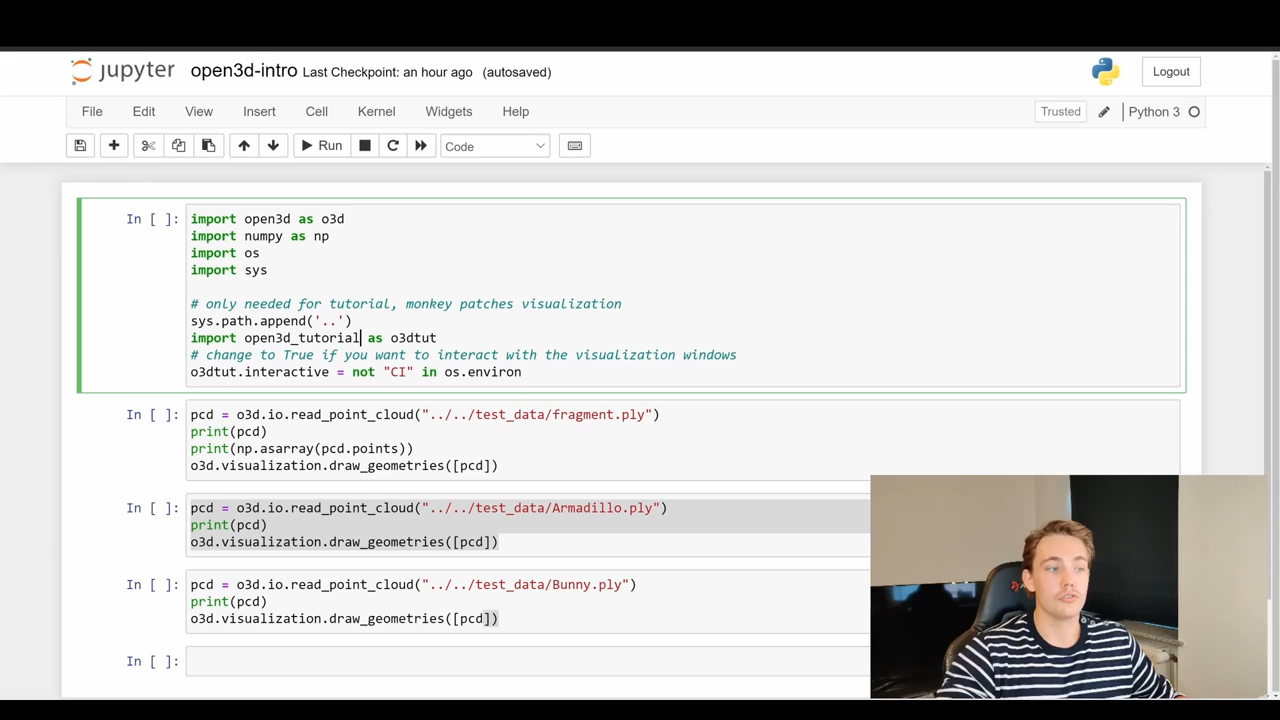 jupyter open3d-intro Last Checkpoint: an hour ago (autosaved) Logout
File Edit View Insert Cell Kernel Widgets Help Trusted Python 3
Run Code
In [ ]: import open3d as o3d
import numpy as np
import os
import sys
# only needed for tutorial, monkey patches visualization
sys.path.append('..')
import open3d_tutorial as o3dtut
# change to True if you want to interact with the visualization windows
o3dtut.interactive = not "CI" in os.environ
In [ ]: pcd = o3d.io.read_point_cloud("../../test_data/fragment.ply")
print(pcd)
print(np.asarray(pcd.points))
o3d.visualization.draw_geometries([pcd])
In [ ]: pcd = o3d.io.read_point_cloud("../../test_data/Armadillo.ply")
print(pcd)
o3d.visualization.draw_geometries([pcd])
In [ ]: pcd = o3d.io.read_point_cloud("../../test_data/Bunny.ply")
print(pcd)
o3d.visualization.draw_geometries([pcd])
In [ ]: